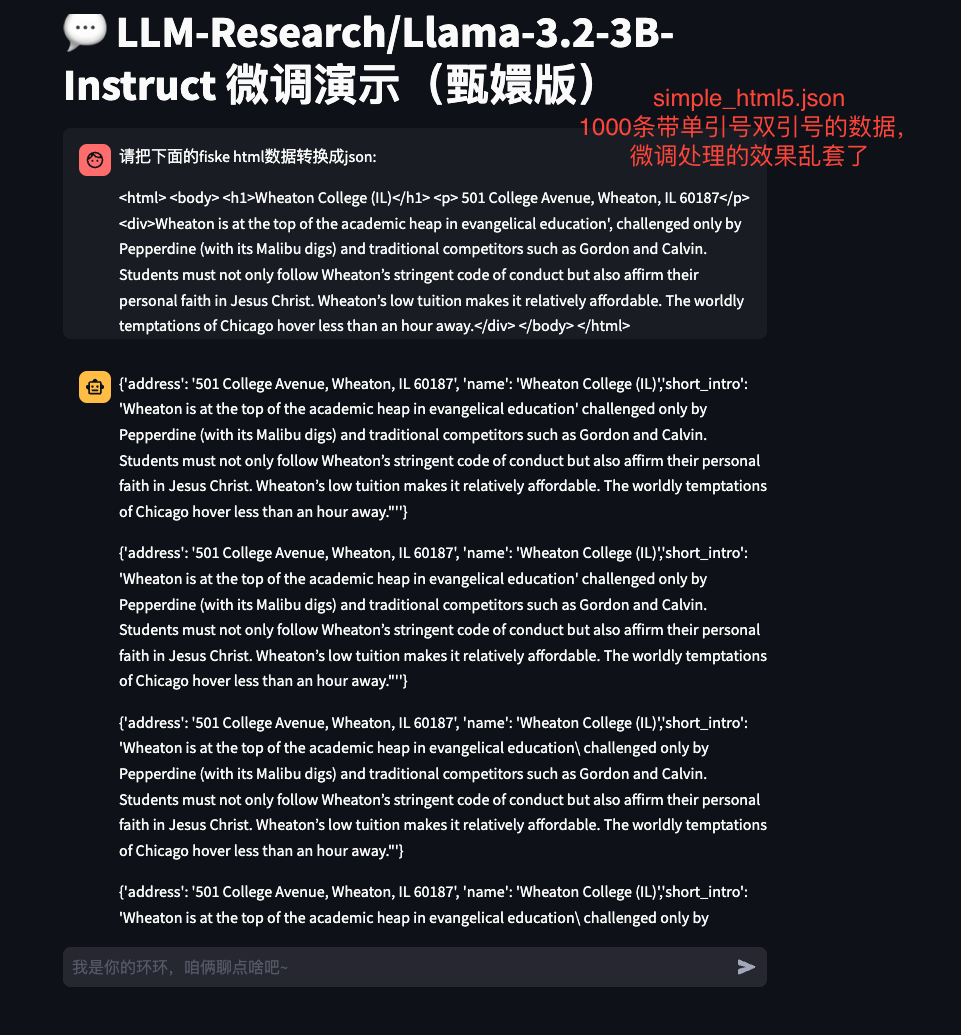 💬 LLM-Research/Llama-3.2-3B-
Instruct 微调演示（甄嬛版）
simple_html5.json
1000条带单引号双引号的数据，
微调处理的效果乱套了
请把下面的fiske html数据转换成json:
<html> <body> <h1>Wheaton College (IL)</h1> <p> 501 College Avenue, Wheaton, IL 60187</p>
<div>Wheaton is at the top of the academic heap in evangelical education', challenged only by
Pepperdine (with its Malibu digs) and traditional competitors such as Gordon and Calvin.
Students must not only follow Wheaton’s stringent code of conduct but also affirm their
personal faith in Jesus Christ. Wheaton’s low tuition makes it relatively affordable. The worldly
temptations of Chicago hover less than an hour away.</div> </body> </html>
{'address': '501 College Avenue, Wheaton, IL 60187', 'name': 'Wheaton College (IL)','short_intro':
'Wheaton is at the top of the academic heap in evangelical education' challenged only by
Pepperdine (with its Malibu digs) and traditional competitors such as Gordon and Calvin.
Students must not only follow Wheaton’s stringent code of conduct but also affirm their personal
faith in Jesus Christ. Wheaton’s low tuition makes it relatively affordable. The worldly temptations
of Chicago hover less than an hour away."''}
{'address': '501 College Avenue, Wheaton, IL 60187', 'name': 'Wheaton College (IL)','short_intro':
'Wheaton is at the top of the academic heap in evangelical education' challenged only by
Pepperdine (with its Malibu digs) and traditional competitors such as Gordon and Calvin.
Students must not only follow Wheaton’s stringent code of conduct but also affirm their personal
faith in Jesus Christ. Wheaton’s low tuition makes it relatively affordable. The worldly temptations
of Chicago hover less than an hour away."''}
{'address': '501 College Avenue, Wheaton, IL 60187', 'name': 'Wheaton College (IL)','short_intro':
'Wheaton is at the top of the academic heap in evangelical education\ challenged only by
Pepperdine (with its Malibu digs) and traditional competitors such as Gordon and Calvin.
Students must not only follow Wheaton’s stringent code of conduct but also affirm their personal
faith in Jesus Christ. Wheaton’s low tuition makes it relatively affordable. The worldly temptations
of Chicago hover less than an hour away."'}
{'address': '501 College Avenue, Wheaton, IL 60187', 'name': 'Wheaton College (IL)','short_intro':
'Wheaton is at the top of the academic heap in evangelical education\ challenged only by
我是你的环环，咱俩聊点啥吧~